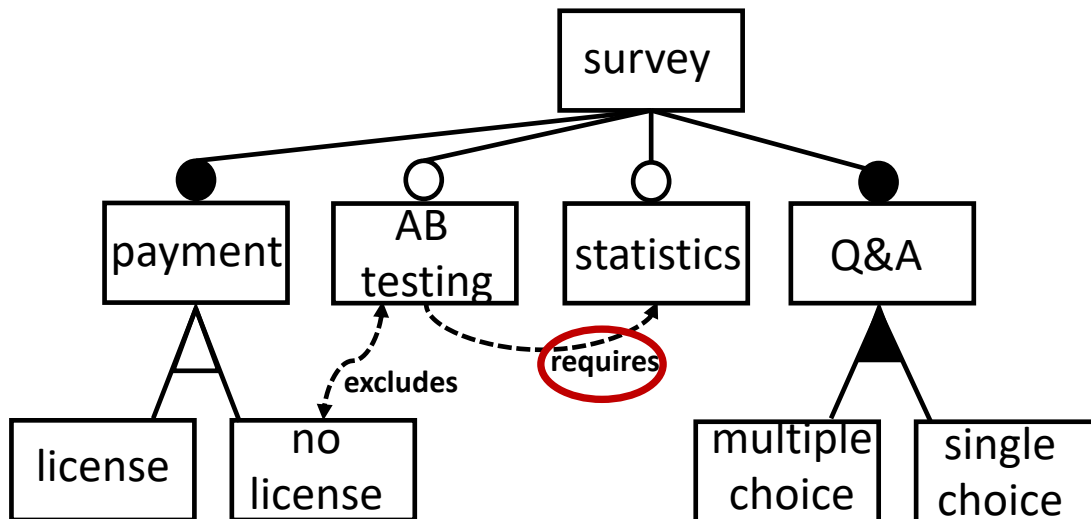 survey
payment
AB
testing
statistics
Q&A
requires
excludes
license
no
license
multiple
choice
single
choice